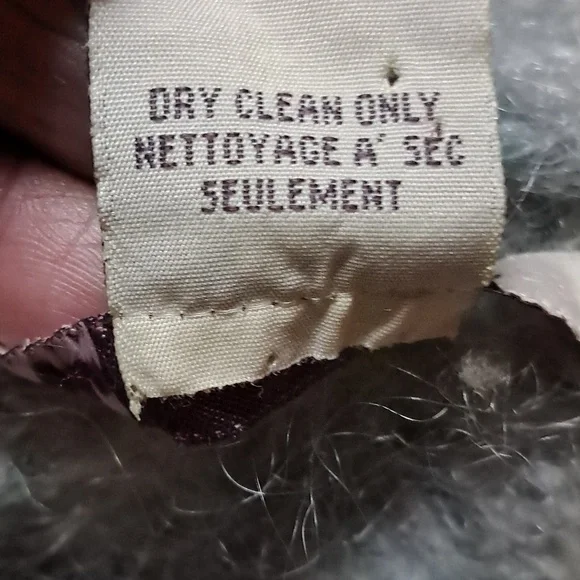 DRY CLEAN ONLY
NETTOYAGE A' SEC
SEULEMENT